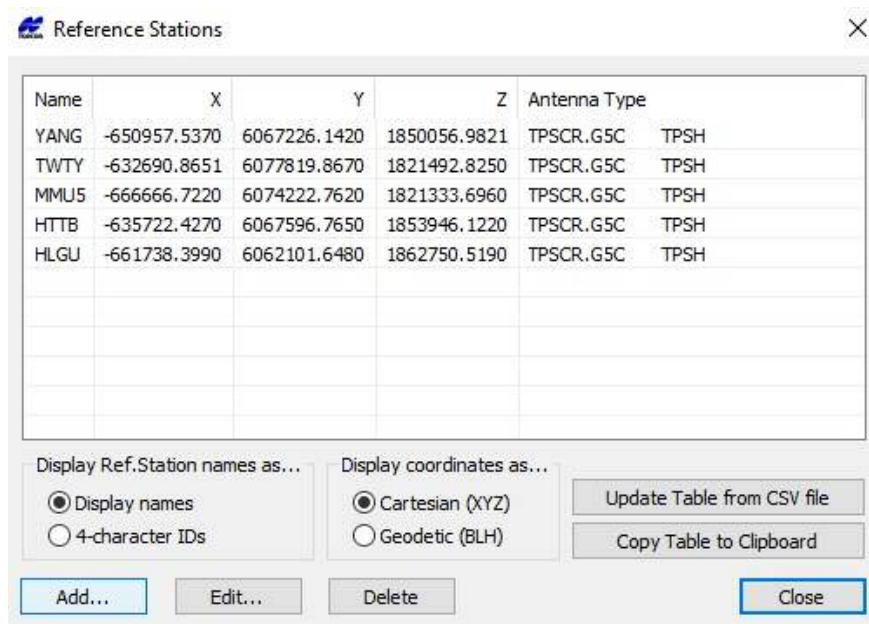 Reference Stations
Name X Y Z Antenna Type
YANG -650957.5370 6067226.1420 1850056.9821 TPSCR.G5C TPSH
TWTY -632690.8651 6077819.8670 1821492.8250 TPSCR.G5C TPSH
MMU5 -666666.7220 6074222.7620 1821333.6960 TPSCR.G5C TPSH
HTTB -635722.4270 6067596.7650 1853946.1220 TPSCR.G5C TPSH
HLGU -661738.3990 6062101.6480 1862750.5190 TPSCR.G5C TPSH
Display Ref.Station names as...
Display names
4-character IDs
Display coordinates as...
Cartesian (XYZ)
Geodetic (BLH)
Update Table from CSV file
Copy Table to Clipboard
Add... Edit... Delete Close